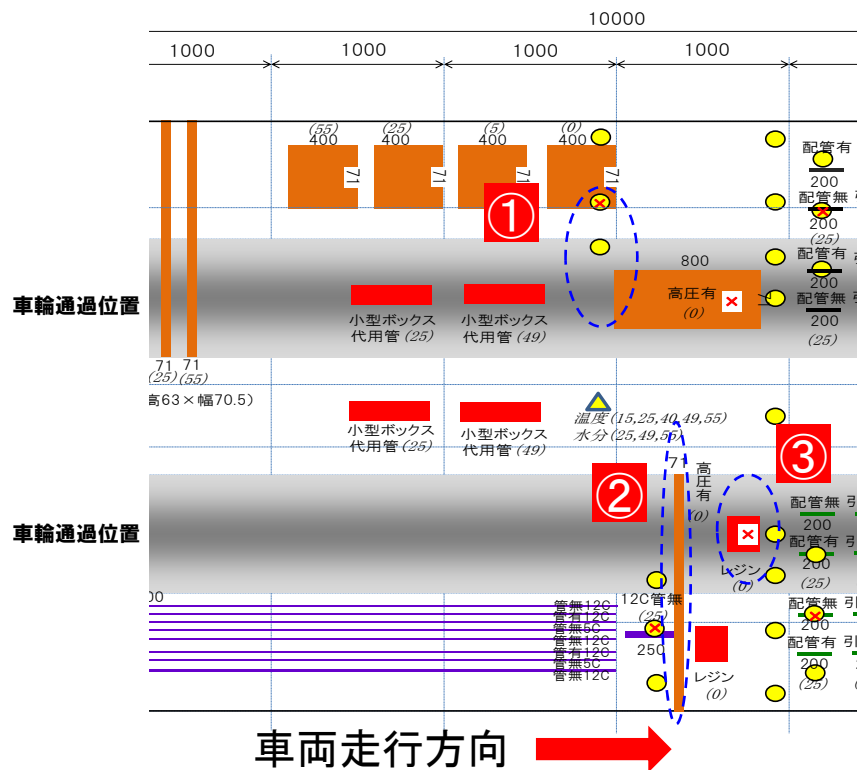 10000
1000
1000
1000
1000
(55)
(25)
(5)
(0)
400
400
400
400
71
71
71
71
配管有
200
配管無 引
200
(25)
配管有
200
配管無 引
200
(25)
①
800
高圧有
(0)
車輪通過位置
小型ボックス
代用管(25)
小型ボックス
代用管(49)
71
71
(25)
(55)
高63×幅70.5)
小型ボックス
代用管(25)
小型ボックス
代用管(49)
温度(15,25,40,49,55)
水分(25,49,55)
71
高圧有
(0)
②
③
車輪通過位置
配管無 引
200
配管有 引
200
(25)
レジン
(0)
00
管無12C
管有12C
管無5C
管無12C
管有12C
管無5C
管無12C
12C管無
(25)
250
レジン
(0)
配管無 引
200
配管有 引
200
(25)
車両走行方向